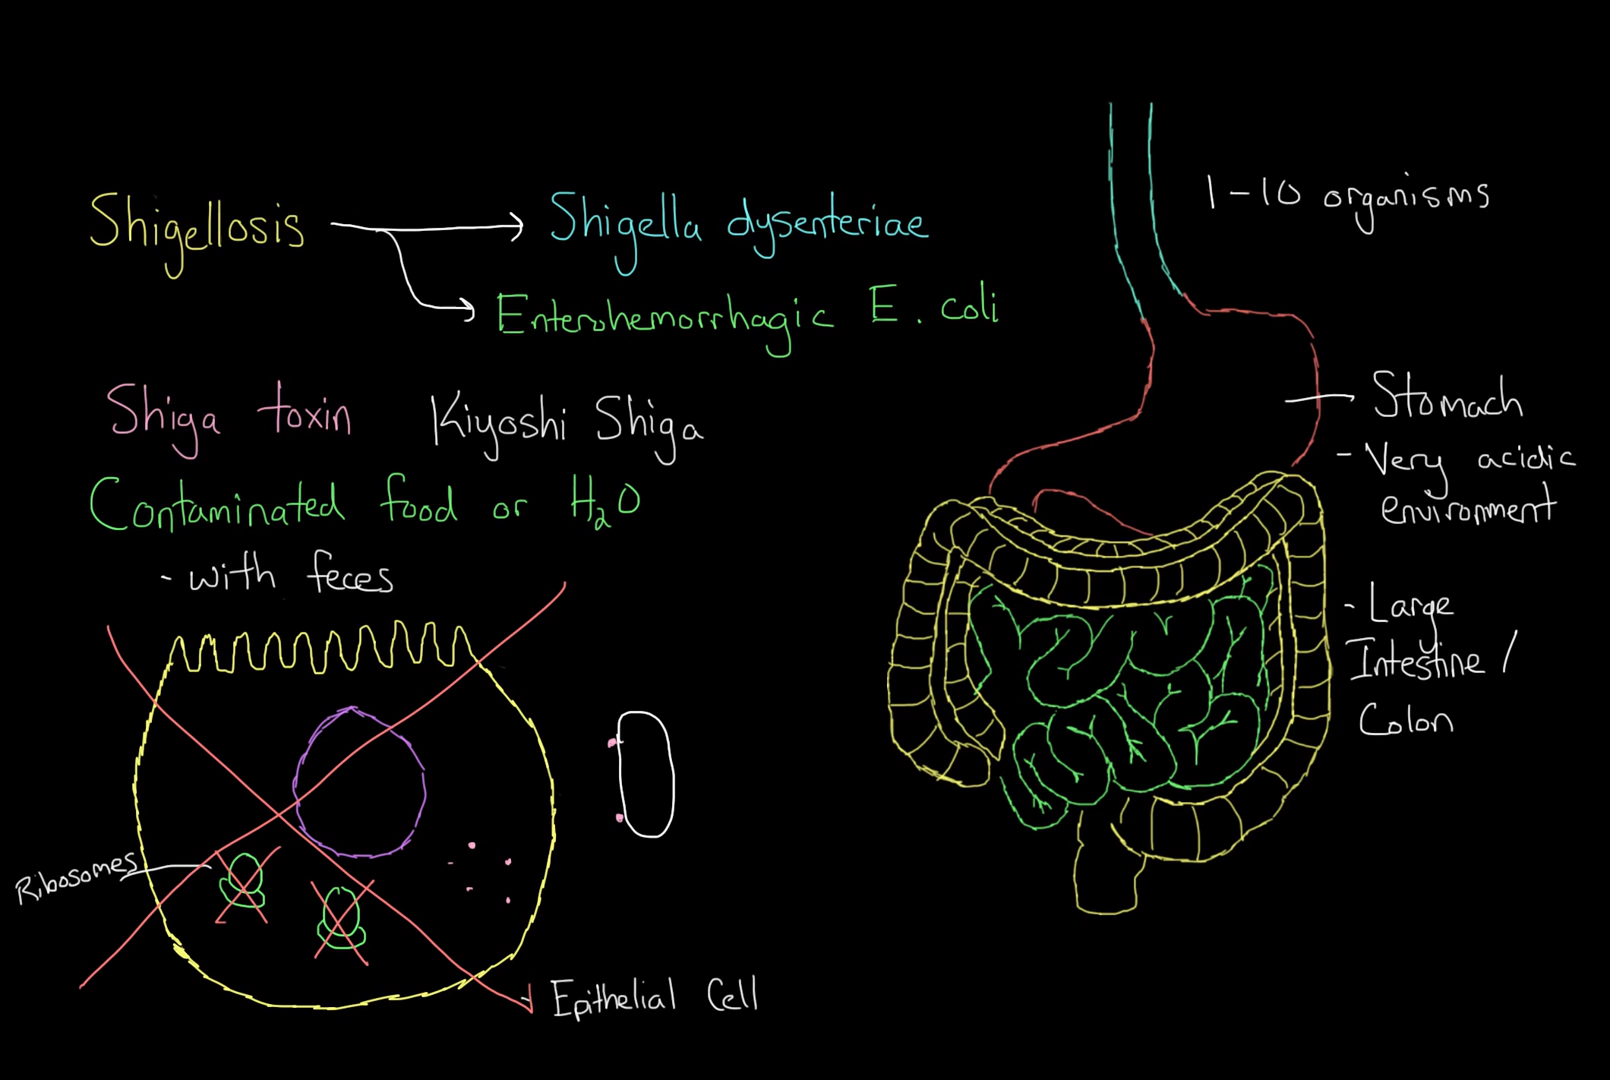 Shigellosis
Shigella dysenteriae
Enterohemorrhagic E. coli
Shiga toxin
Kiyoshi Shiga
Contaminated food or H₂O
- with feces
Ribosomes
- Epithelial Cell
1-10 organisms
Stomach
- Very acidic
environment
- Large
Intestine /
Colon